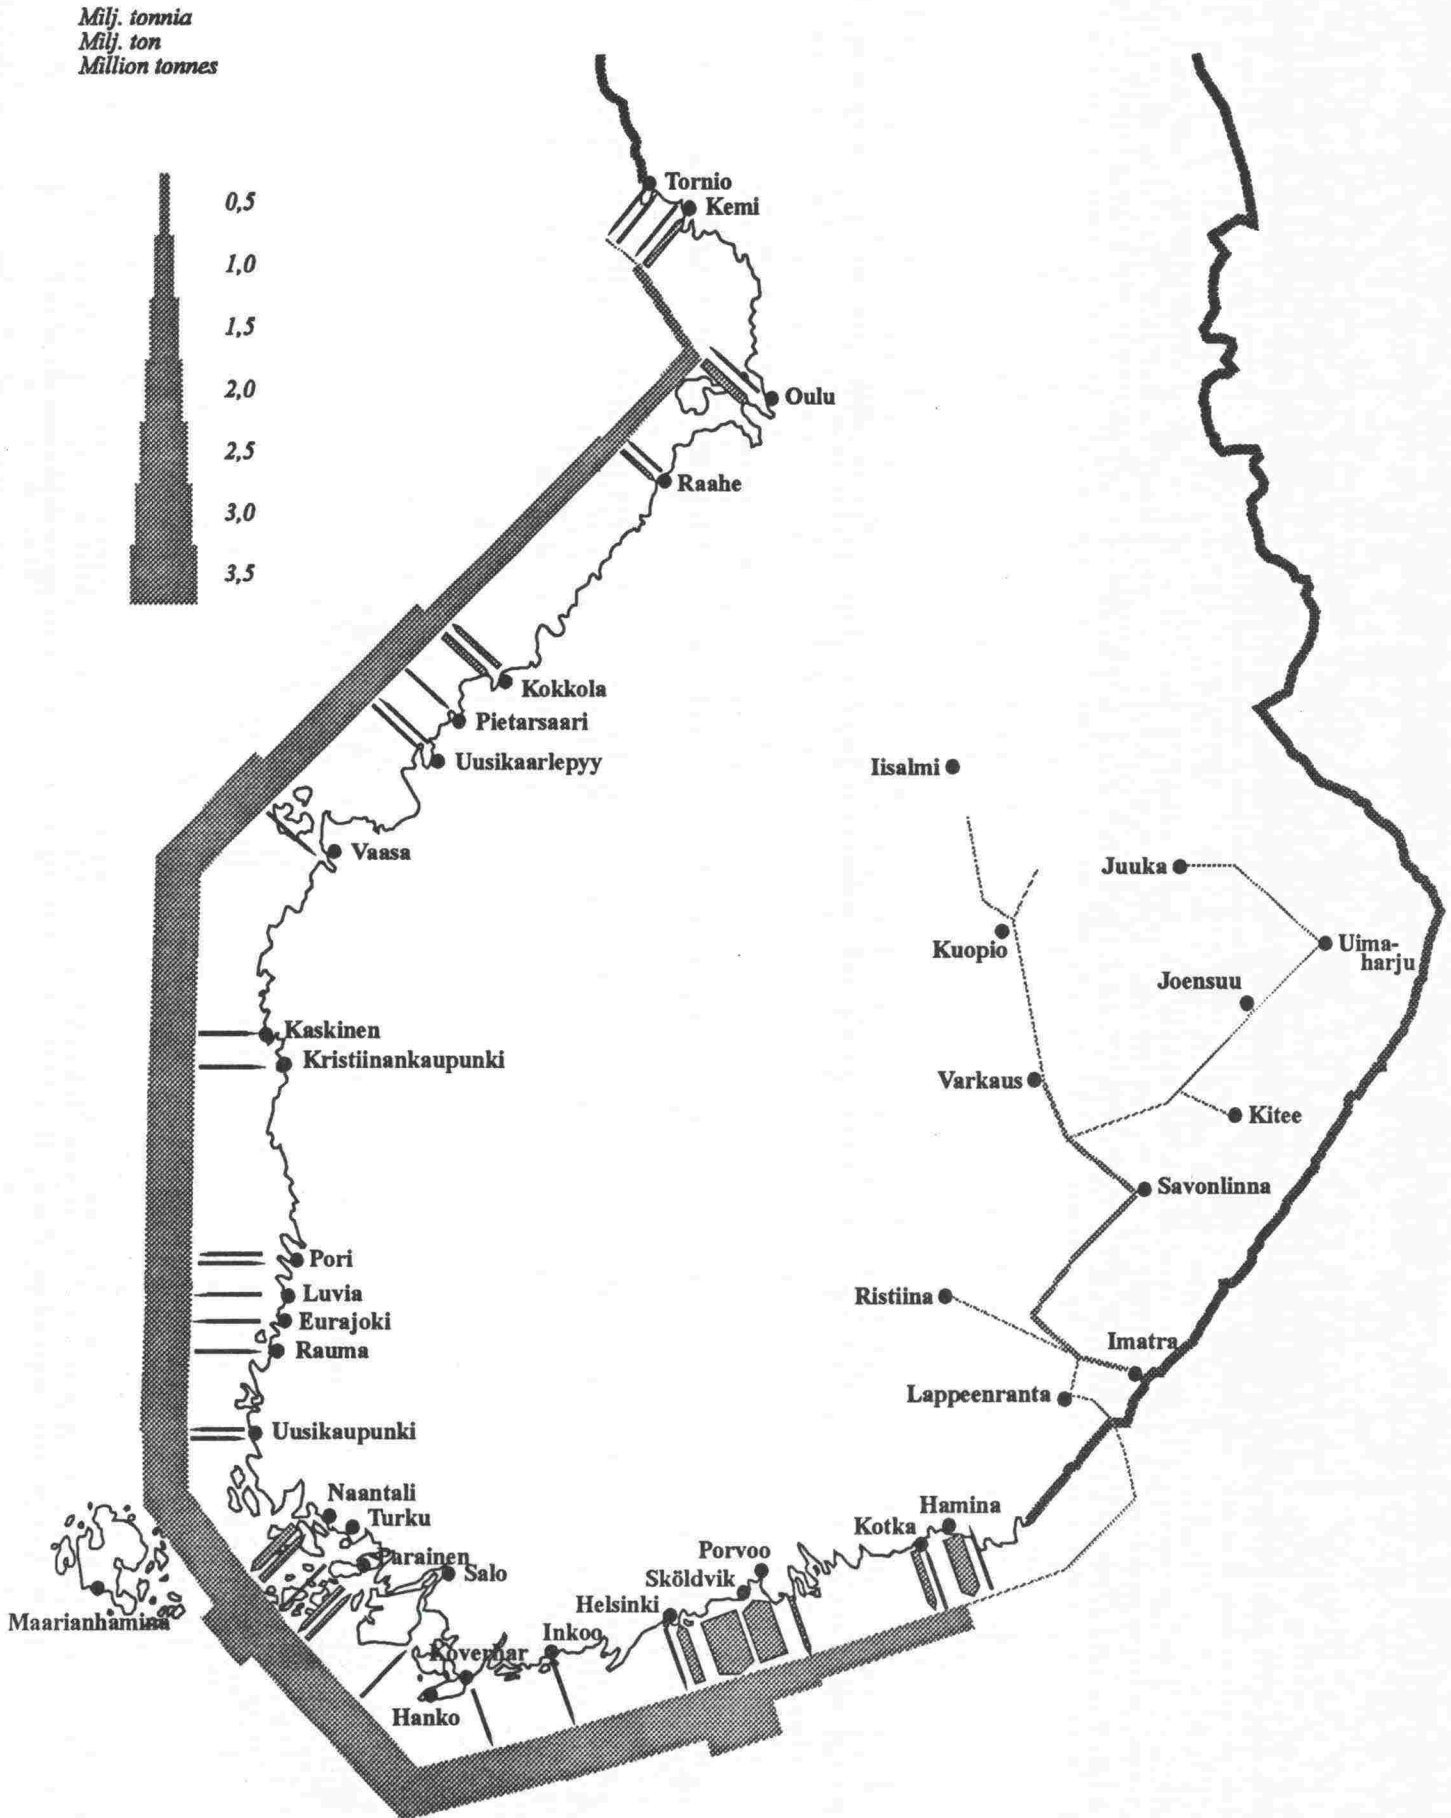 Milj. tonnia
Milj. ton
Million tonnes
0,5
1,0
1,5
2,0
2,5
3,0
3,5
Tornio
Kemi
Oulu
Raahe
Kokkola
Pietarsaari
Uusikaarlepyy
Vaasa
Iisalmi
Juuka
Kuopio
Uima-
harju
Joensuu
Kaskinen
Kristiinankaupunki
Varkaus
Kitee
Savonlinna
Pori
Luvia
Eurajoki
Rauma
Ristiina
Imatra
Lappeenranta
Uusikaupunki
Naantali
Turku
Parainen
Salo
Maarianhamina
Hamina
Kotka
Porvoo
Sköldvik
Helsinki
Inkoo
Koverhar
Hanko